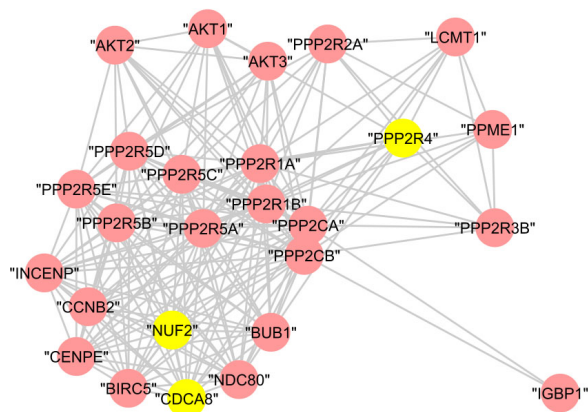 "AKT1"
"AKT2"
"PPP2R2A"
"LCMT1"
"AKT3"
"PPP2R4"
"PPME1"
"PPP2R5D"
"PPP2R1A"
"PPP2R5C"
"PPP2R5E"
"PPP2R1B"
"PPP2R5B"
"PPP2CA"
"PPP2R5A"
"PPP2R3B"
"PPP2CB"
"INCENP"
"CCNB2"
"NUF2"
"BUB1"
"CENPE"
"NDC80"
"BIRC5"
"IGBP1"
"CDCA8"